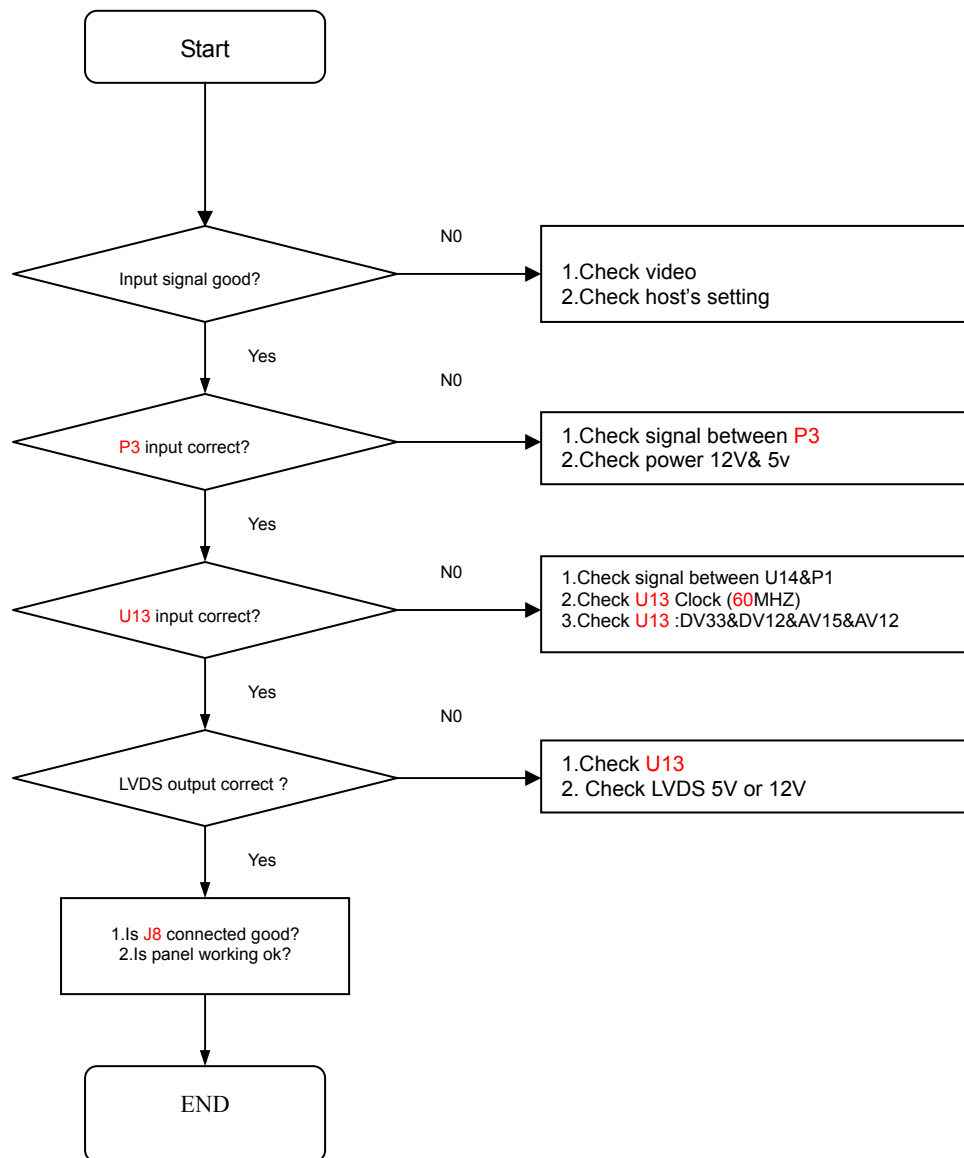 Start
Input signal good?
N0
1.Check video
2.Check host's setting
Yes
P3 input correct?
N0
1.Check signal between P3
2.Check power 12V& 5v
Yes
U13 input correct?
N0
1.Check signal between U14&P1
2.Check U13 Clock (60MHZ)
3.Check U13 :DV33&DV12&AV15&AV12
Yes
LVDS output correct ?
N0
1.Check U13
2. Check LVDS 5V or 12V
Yes
1.Is J8 connected good?
2.Is panel working ok?
END